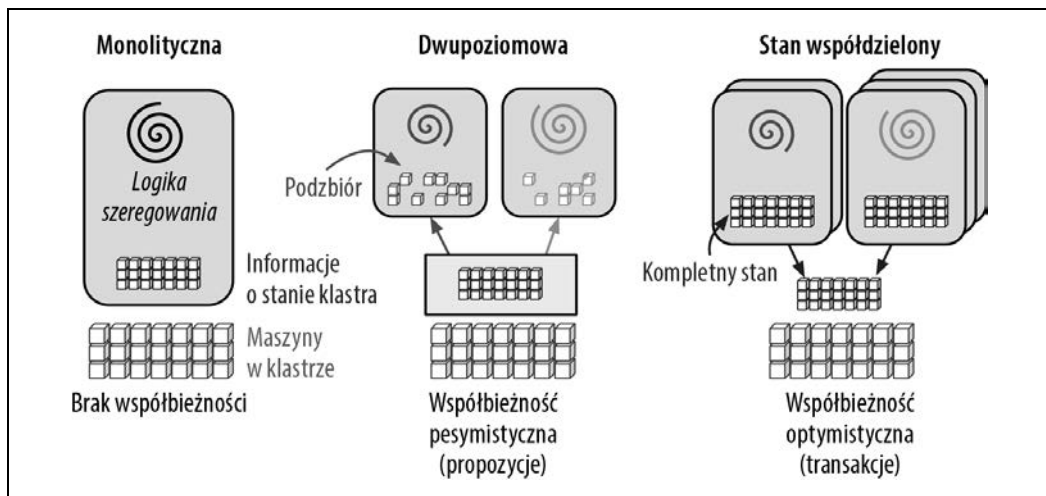 Monolityczna
Logika
szeregowania
Informacje
o stanie klastra
Maszyny
w klastrze
Brak współbieżności
Dwupoziomowa
Podzbiór
Współbieżność
pesymistyczna
(propozycje)
Stan współdzielony
Kompletny stan
Współbieżność
optymistyczna
(transakcje)